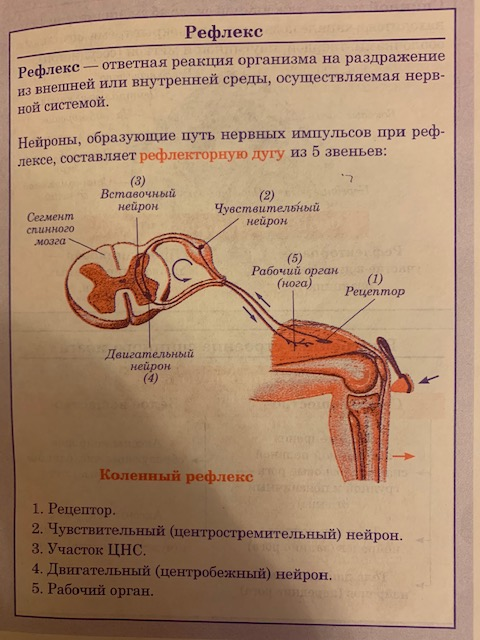 Рефлекс
Рефлекс — ответная реакция организма на раздражение
из внешней или внутренней среды, осуществляемая нерв-
ной системой.
Нейроны, образующие путь нервных импульсов при реф-
лексе, составляет рефлекторную дугу из 5 звеньев:
(3)
Вставочный
нейрон
(2)
Чувствительный
нейрон
Сегмент
спинного
мозга
(5)
Рабочий орган
(нога)
(1)
Рецептор
Двигательный
нейрон
(4)
Коленный рефлекс
1. Рецептор.
2. Чувствительный (центростремительный) нейрон.
3. Участок ЦНС.
4. Двигательный (центробежный) нейрон.
5. Рабочий орган.